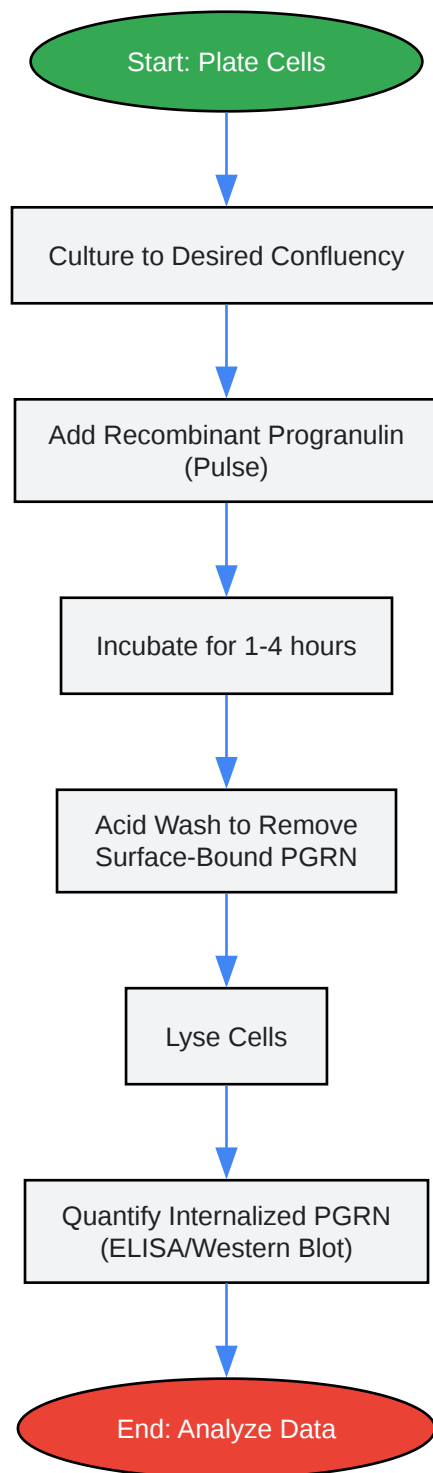 Start: Plate Cells
Culture to Desired Confluency
Add Recombinant Progranulin
(Pulse)
Incubate for 1-4 hours
Acid Wash to Remove
Surface-Bound PGRN
Lyse Cells
Quantify Internalized PGRN
(ELISA/Western Blot)
End: Analyze Data